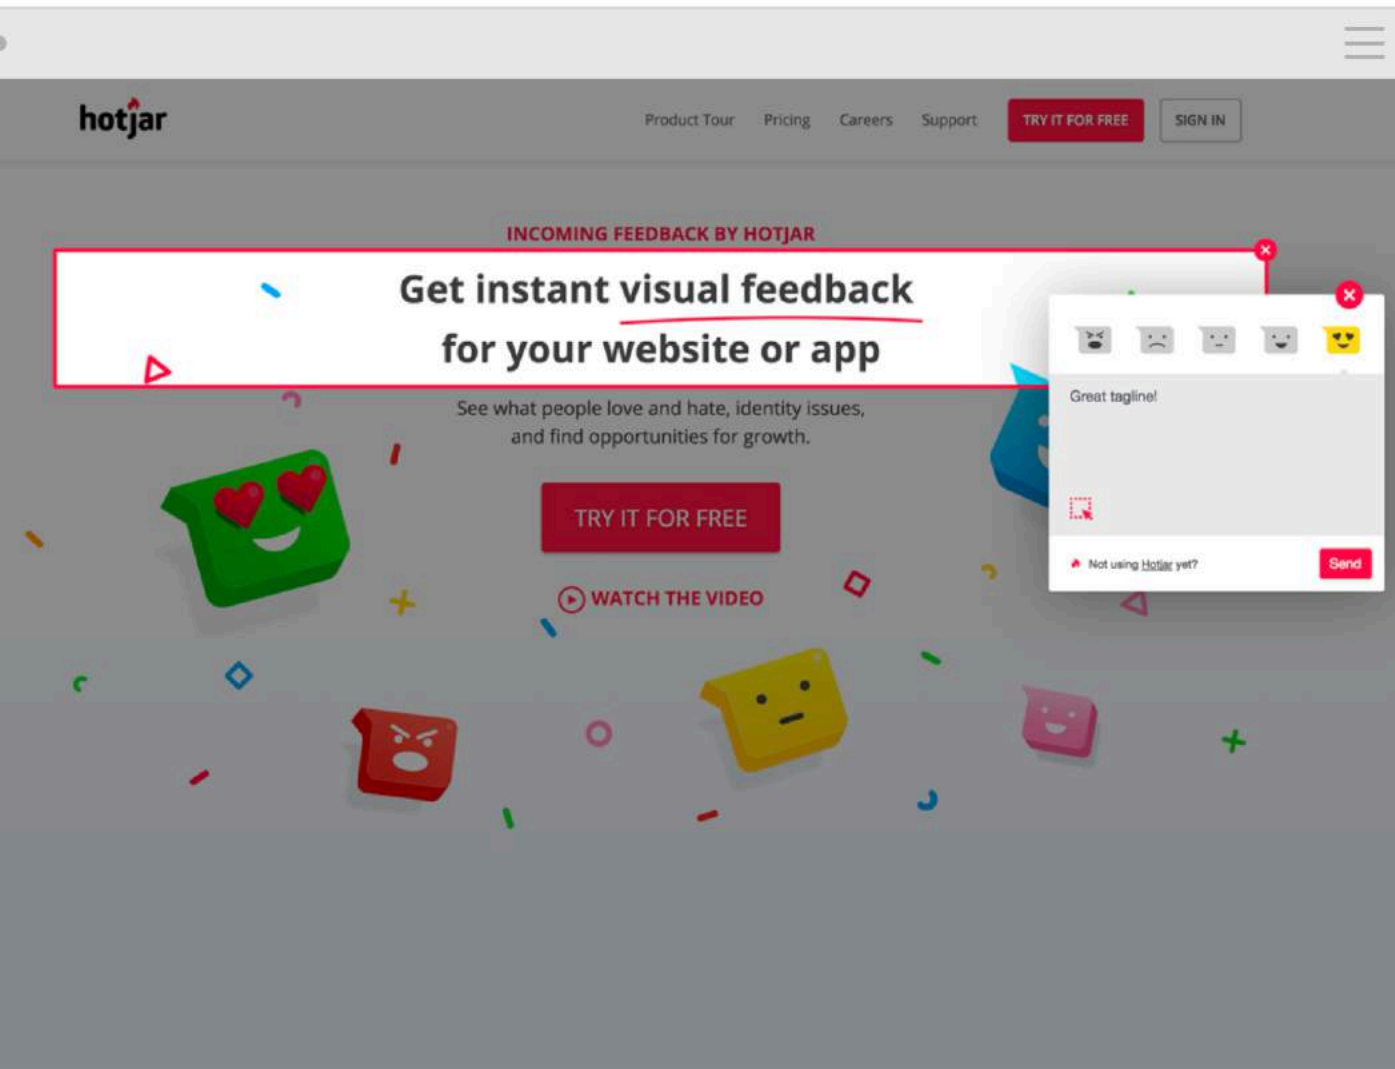 hotjar
Product Tour Pricing Careers Support TRY IT FOR FREE SIGN IN
INCOMING FEEDBACK BY HOTJAR
Get instant visual feedback
for your website or app
See what people love and hate, identity issues,
and find opportunities for growth.
TRY IT FOR FREE
WATCH THE VIDEO
Great tagline!
Not using Hotjar yet? Send